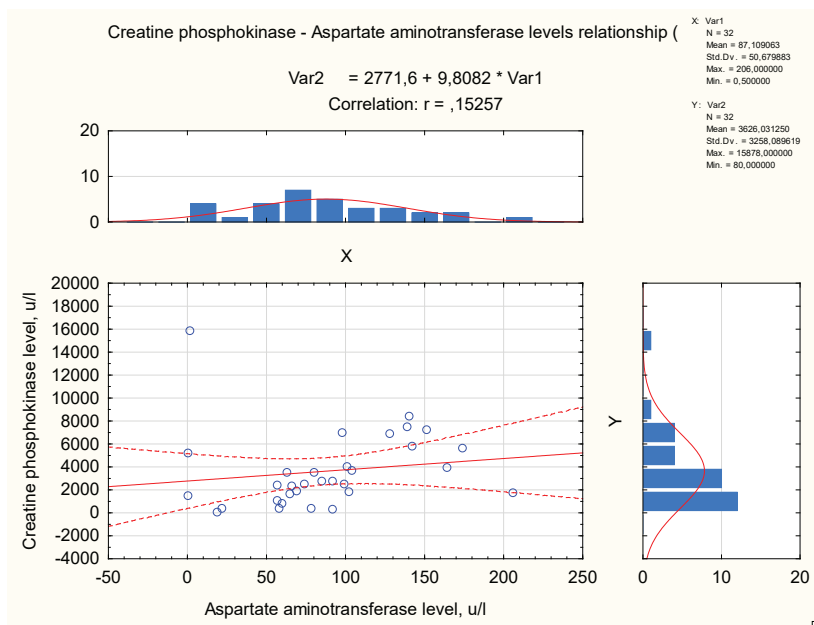 Creatine phosphokinase - Aspartate aminotransferase levels relationship (
X: Var1
N = 32
Mean = 87,109063
Std.Dv. = 50,679883
Max. = 206,000000
Min. = 0,500000
Var2 = 2771,6 + 9,8082 * Var1
Correlation: r = ,15257
Y: Var2
N = 32
Mean = 3626,031250
Std.Dv. = 3258,089619
Max. = 15878,000000
Min. = 80,000000
20
10
0
X
20000
18000
16000
14000
12000
10000
8000
6000
4000
2000
0
-2000
-4000
Creatine phosphokinase level, u/l
-50 0 50 100 150 200 250
Aspartate aminotransferase level, u/l
Y
0 10 20